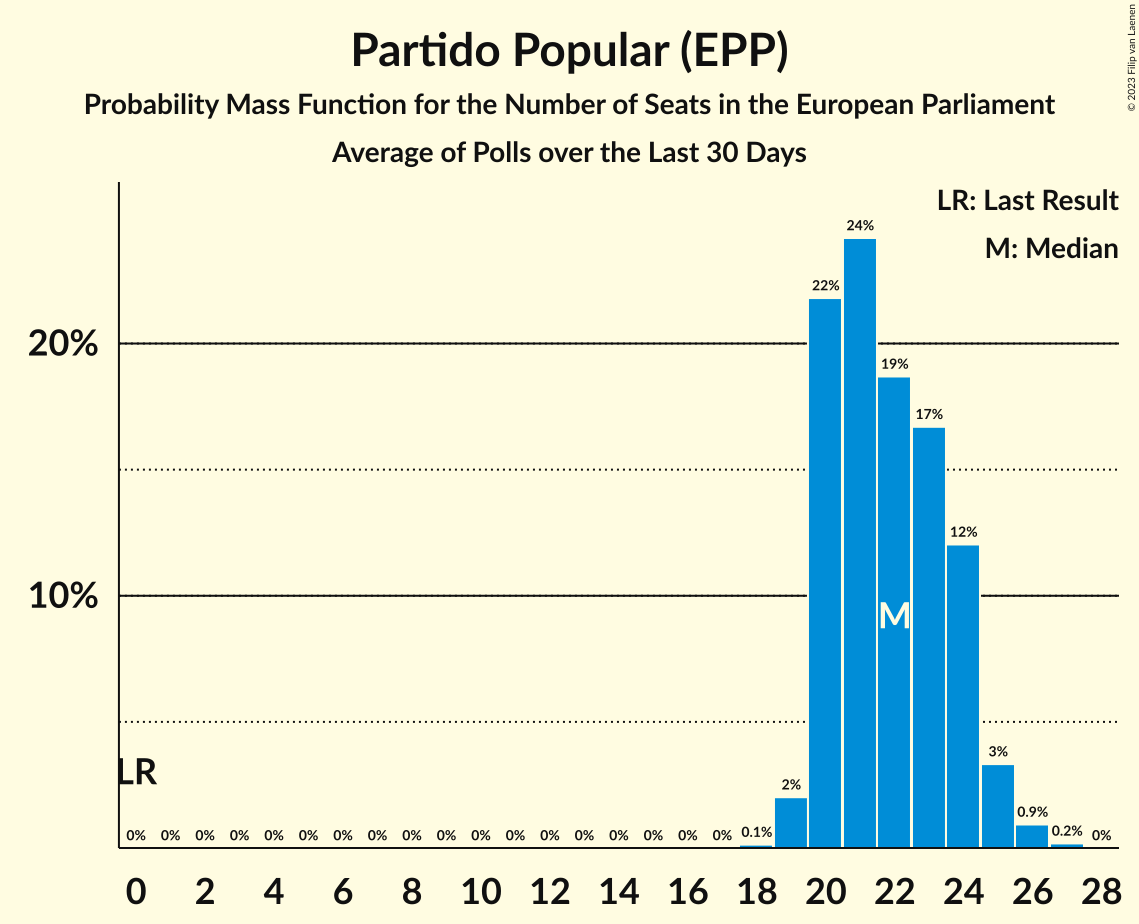 Partido Popular (EPP)
Probability Mass Function for the Number of Seats in the European Parliament
Average of Polls over the Last 30 Days
© 2023 Filip van Laenen
LR: Last Result
M: Median
24%
22%
20%
19%
17%
12%
10%
M
LR
3%
2%
0.9%
0% 0% 0% 0% 0% 0% 0% 0% 0% 0% 0% 0% 0% 0% 0% 0% 0% 0% 0.1% 0.2% 0%
0 2 4 6 8 10 12 14 16 18 20 22 24 26 28